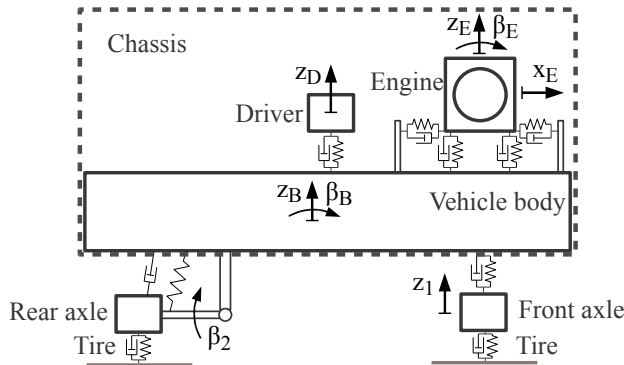 Chassis
z_E β_E
Engine
x_E
z_D
Driver
z_B β_B
Vehicle body
z_1
Rear axle
Front axle
β_2
Tire
Tire